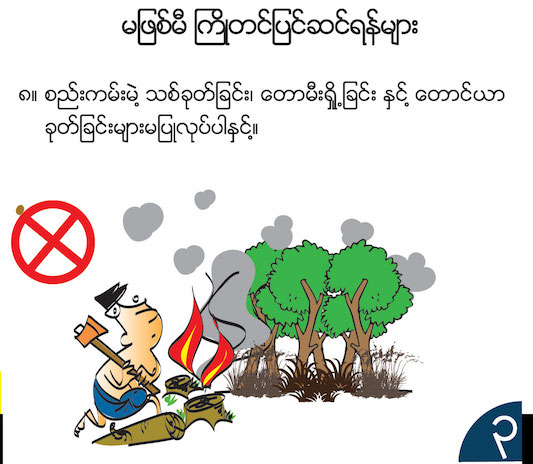 မဖြစ်မီ ကြိုတင်ပြင်ဆင်ရန်များ
၈။ စည်းကမ်းမဲ့ သစ်ခုတ်ခြင်း၊ တောမီးရှို့ခြင်း နှင့် တောင်ယာ
ခုတ်ခြင်းများမပြုလုပ်ပါနှင့်။
၃